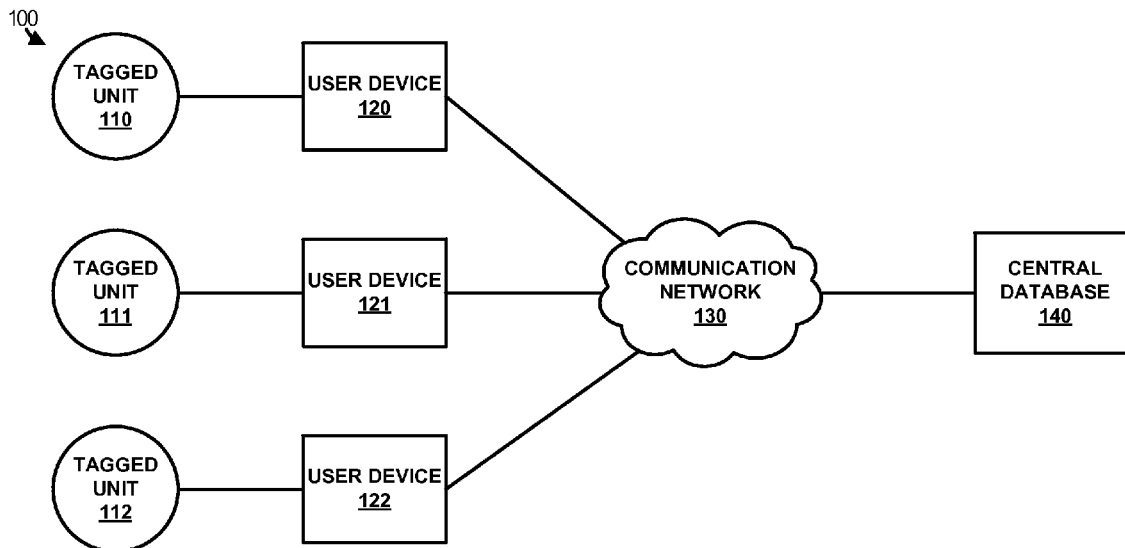 100
TAGGED
UNIT
110
USER DEVICE
120
TAGGED
UNIT
111
USER DEVICE
121
COMMUNICATION
NETWORK
130
CENTRAL
DATABASE
140
TAGGED
UNIT
112
USER DEVICE
122